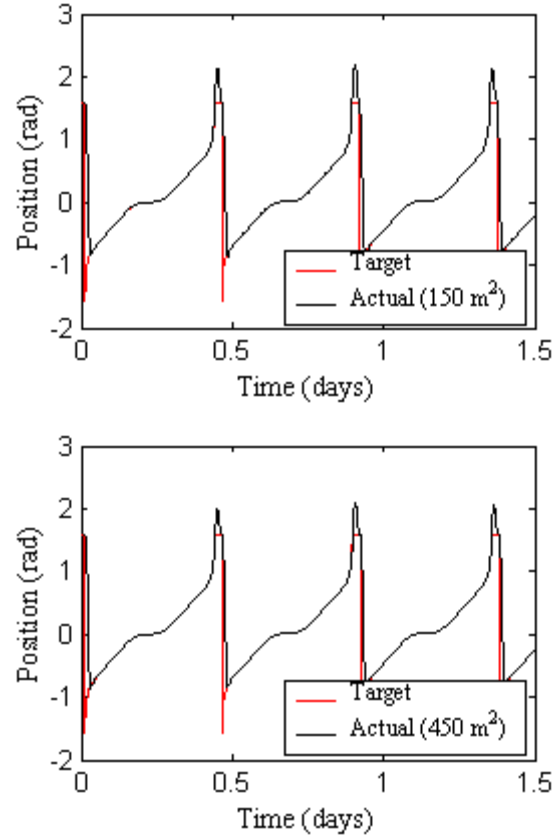 3
2
1
0
-1
-2
Position (rad)
0
0.5
1
1.5
Time (days)
Target
Actual (150 m²)
3
2
1
0
-1
-2
Position (rad)
0
0.5
1
1.5
Time (days)
Target
Actual (450 m²)